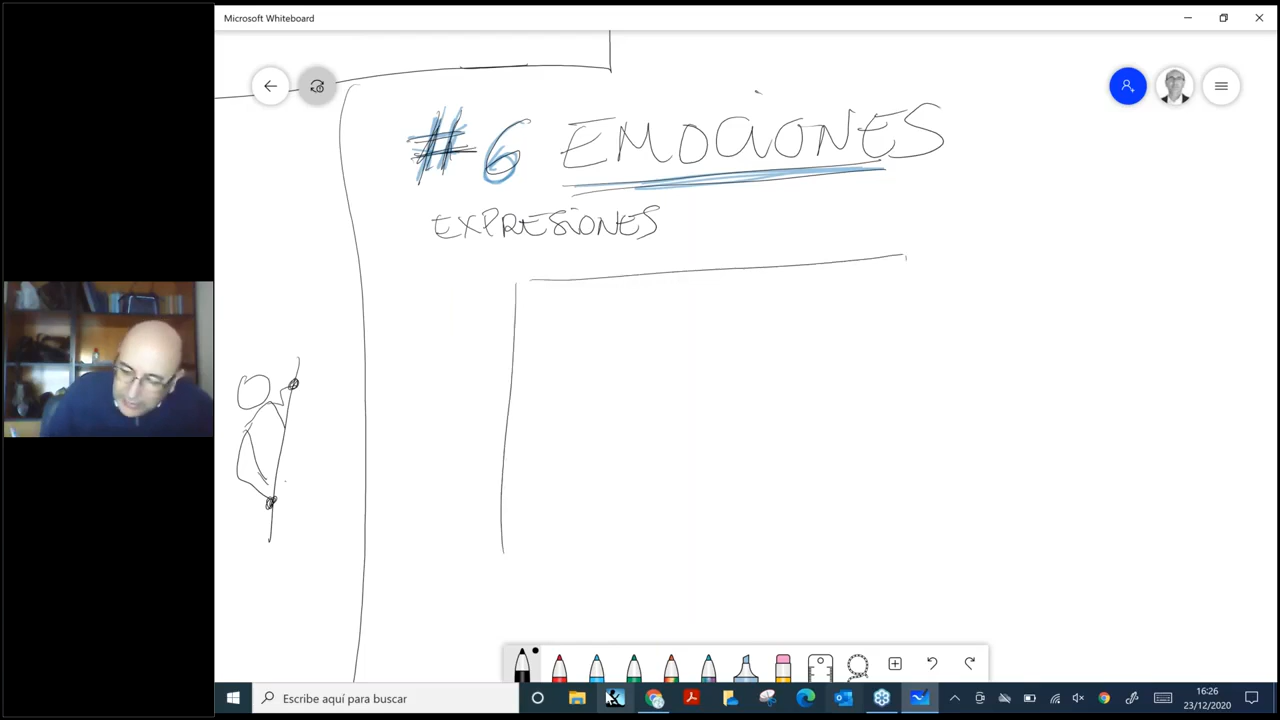 Microsoft Whiteboard
#6 EMOCIONES
EXPRESIONES
Escribe aquí para buscar
16:26
23/12/2020